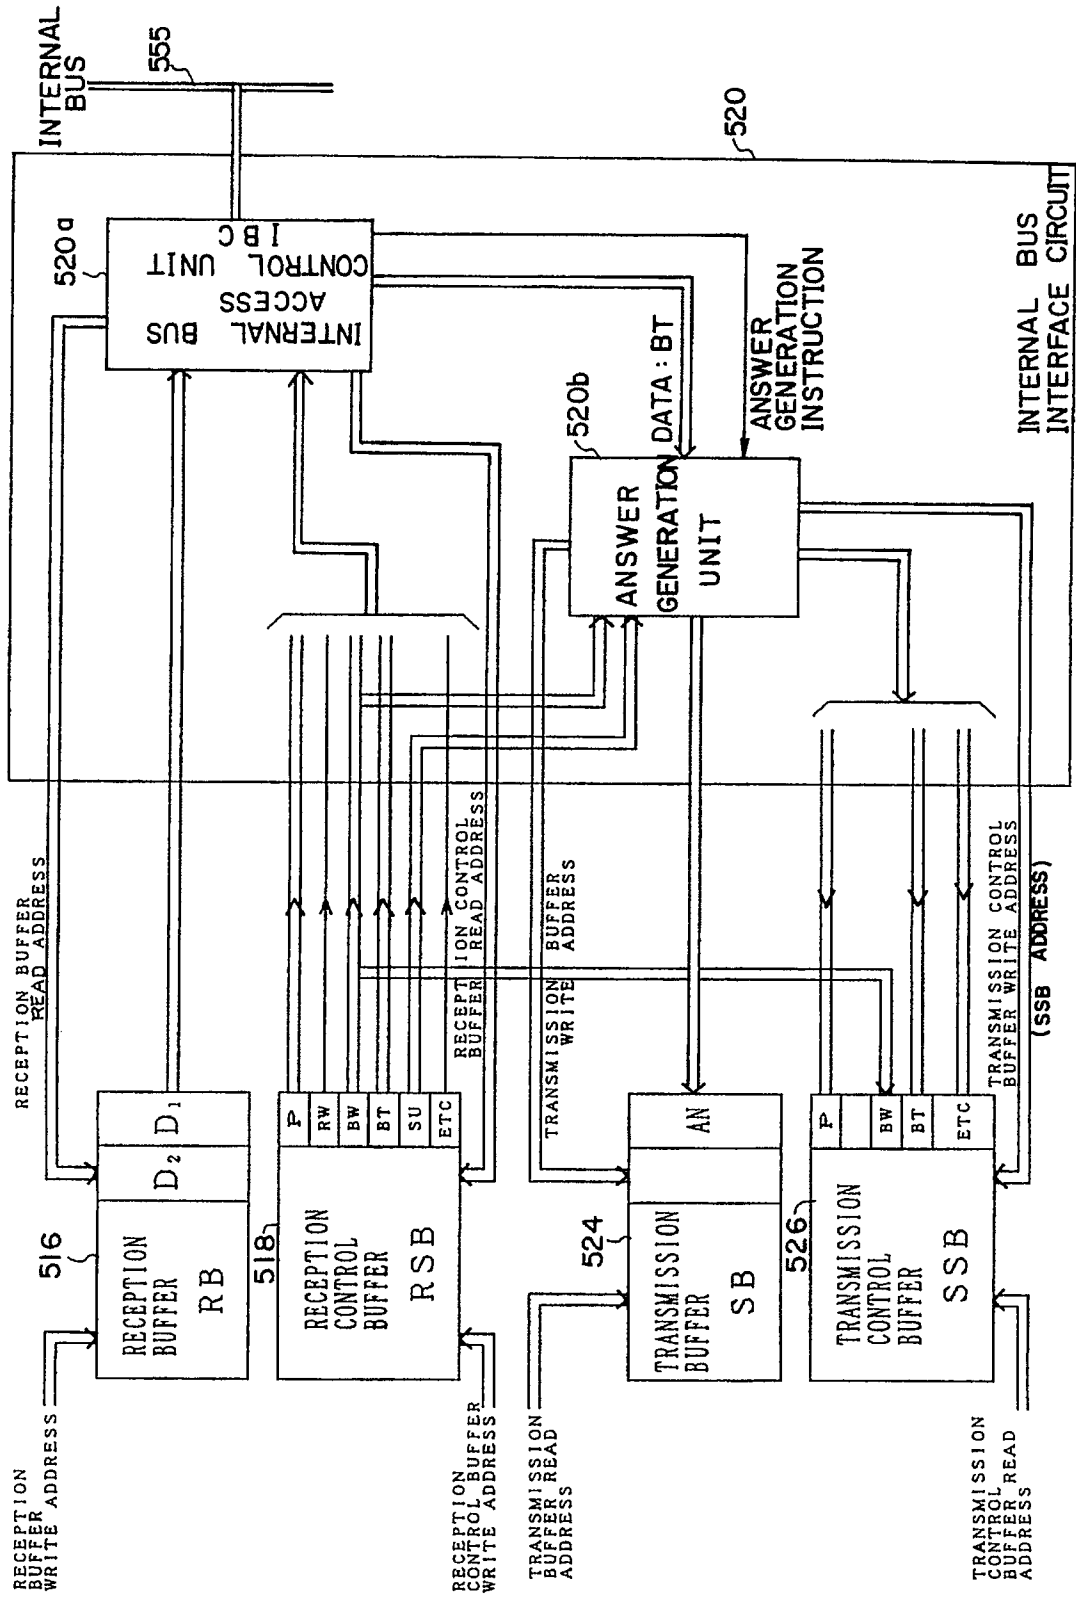 INTERNAL
BUS
555
520
520a
INTERNAL BUS
ACCESS
CONTROL UNIT
IBC
RECEPTION BUFFER
READ ADDRESS
RECEPTION
BUFFER
WRITE ADDRESS
516
RECEPTION
BUFFER
RB
D2
D1
518
RECEPTION
CONTROL
BUFFER
RSB
P
RW
BW
BT
SU
ETC
RECEPTION CONTROL
BUFFER READ ADDRESS
RECEPTION
CONTROL BUFFER
WRITE ADDRESS
520b
ANSWER
GENERATION
UNIT
DATA:BT
ANSWER
GENERATION
INSTRUCTION
TRANSMISSION BUFFER
WRITE ADDRESS
TRANSMISSION
BUFFER READ
ADDRESS
524
TRANSMISSION
BUFFER
SB
AN
526
TRANSMISSION
CONTROL
BUFFER
SSB
P
BW
BT
ETC
TRANSMISSION CONTROL
BUFFER WRITE ADDRESS
(SSB ADDRESS)
TRANSMISSION
CONTROL
BUFFER READ
ADDRESS
INTERNAL BUS
INTERFACE CIRCUIT